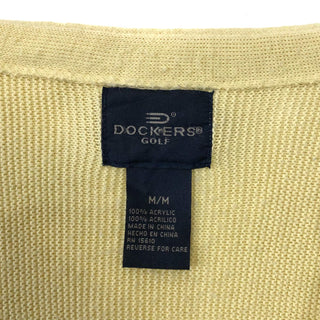 DOCKERS®
GOLF
M/M
100% ACRYLIC
100% ACRILICO
MADE IN CHINA
HECHO EN CHINA
RN 15610
REVERSE FOR CARE